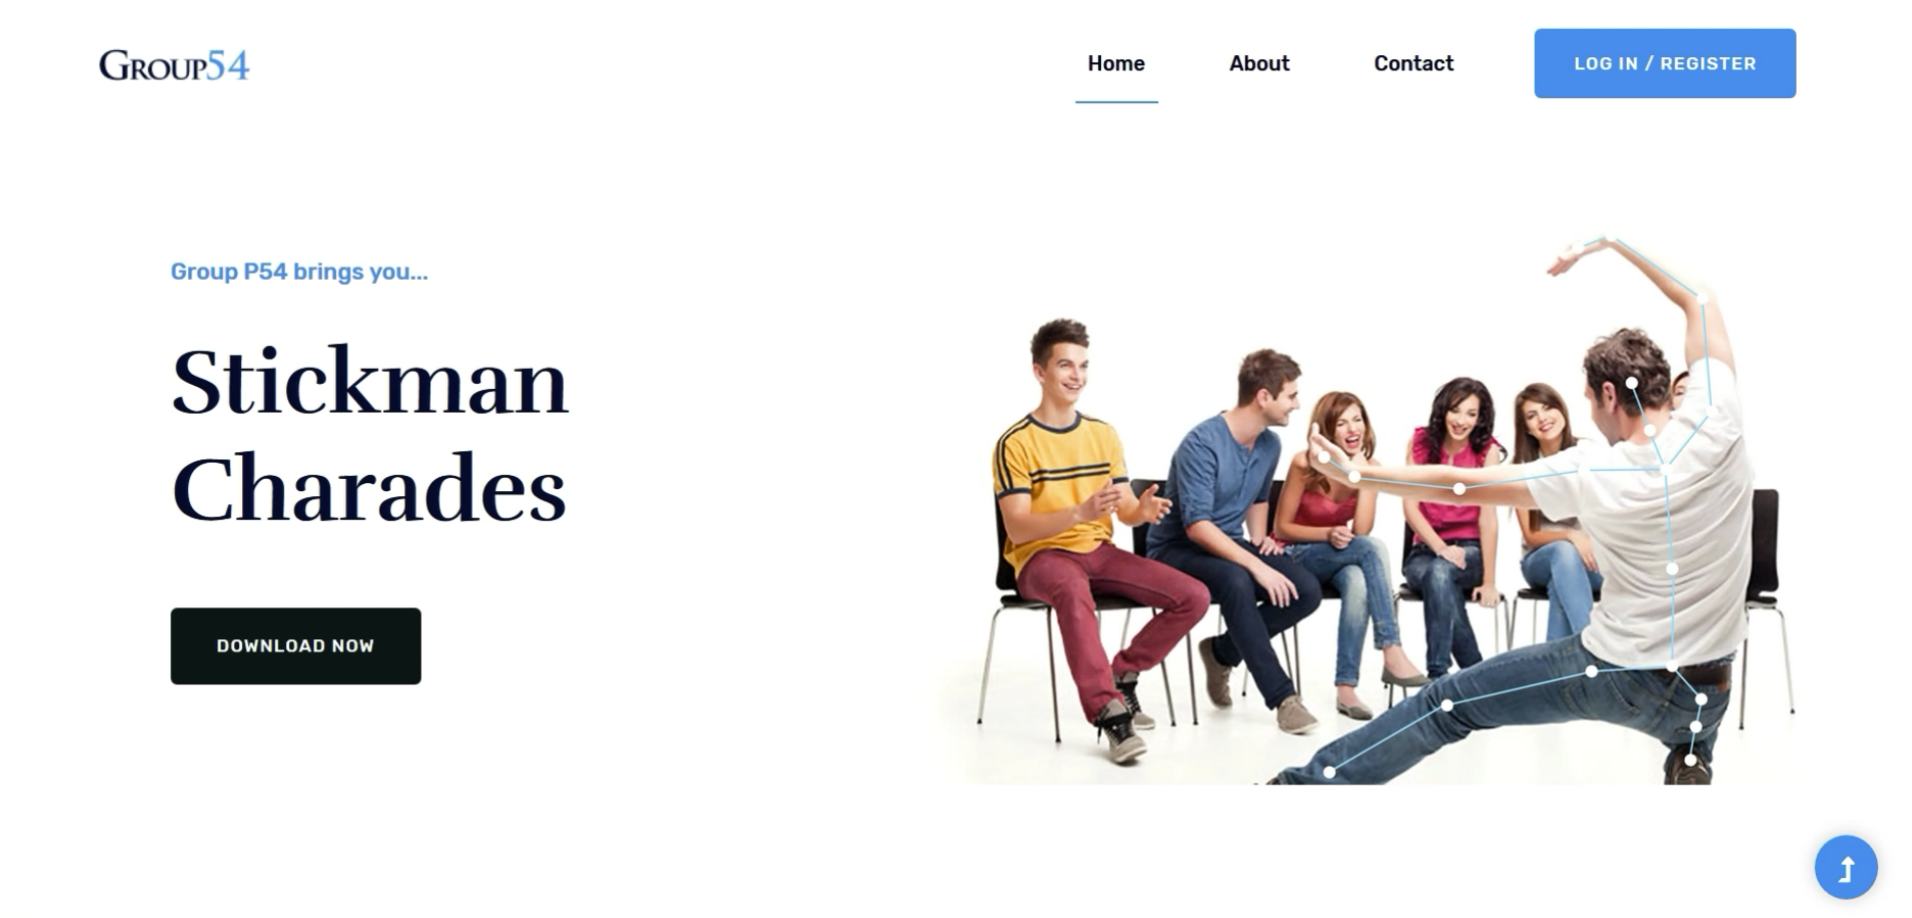 GROUP54
Home
About
Contact
LOG IN / REGISTER
Group P54 brings you...
Stickman
Charades
DOWNLOAD NOW